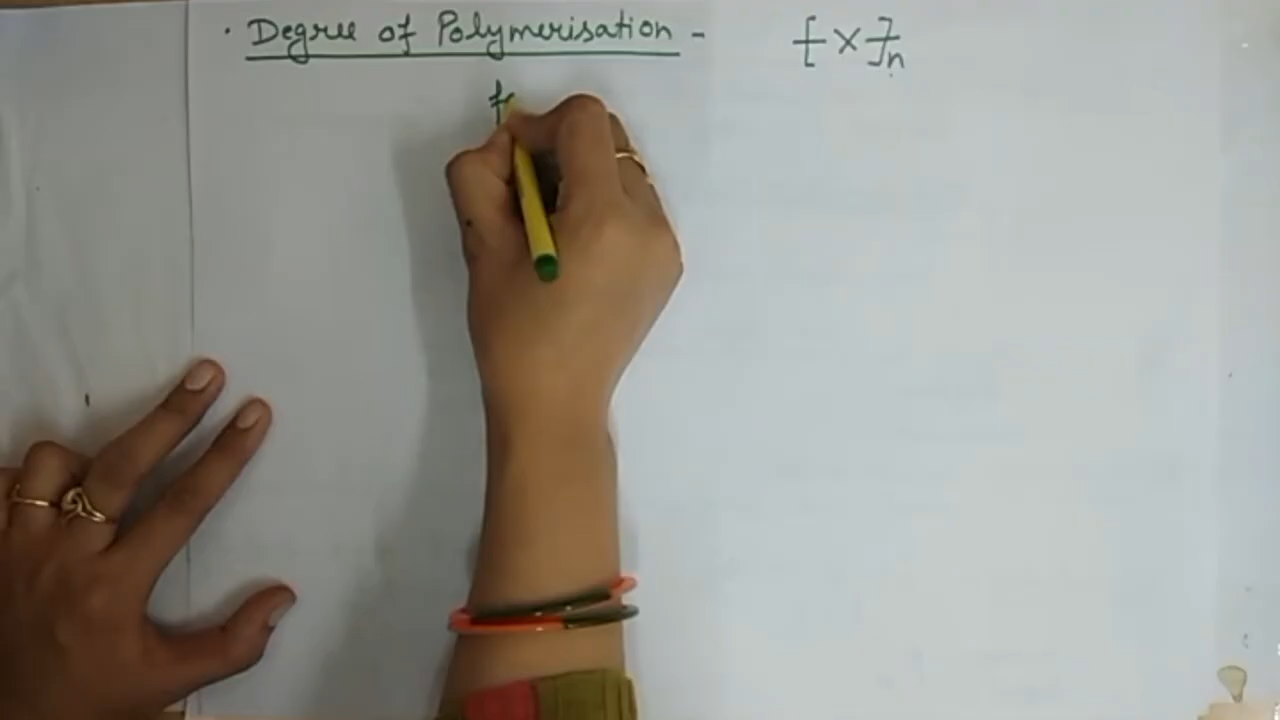 · Degree of Polymerisation - -[-x-]-n